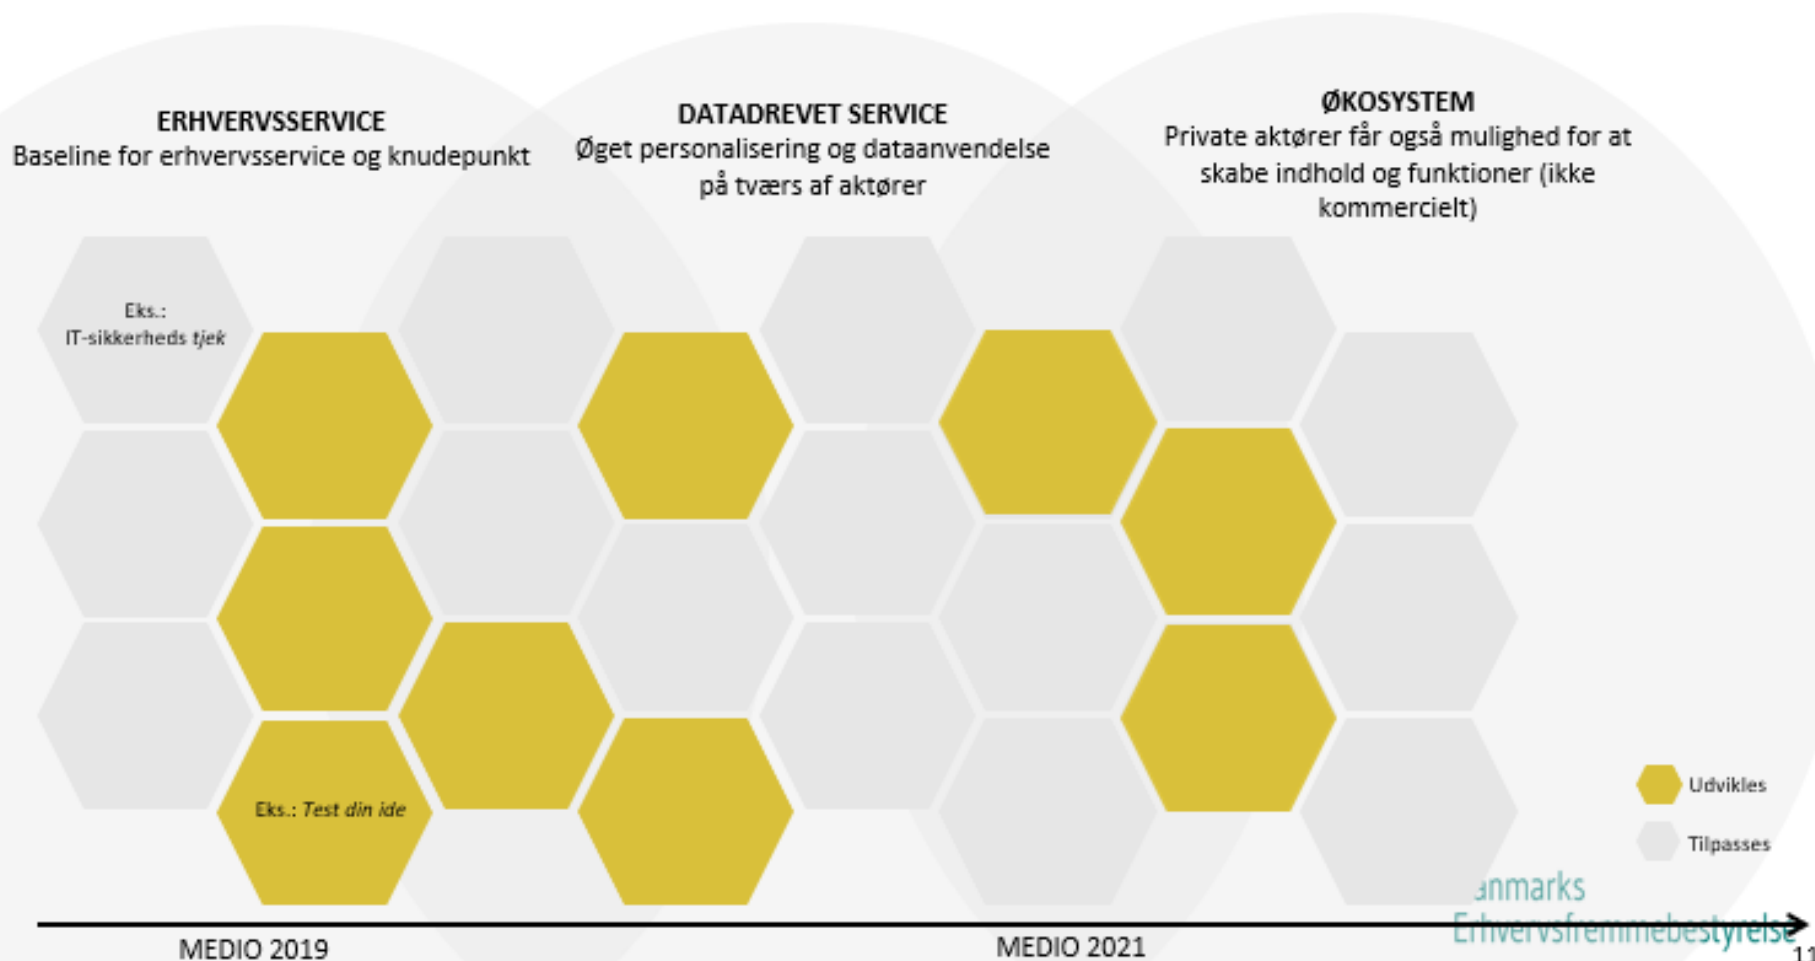 ERHVERVSSERVICE
Baseline for erhvervsservice og knudepunkt
DATADREVET SERVICE
Øget personalisering og dataanvendelse
på tværs af aktører
ØKOSYSTEM
Private aktører får også mulighed for at
skabe indhold og funktioner (ikke
kommercielt)
Eks.:
IT-sikkerheds tjek
Eks.: Test din ide
Udvikles
Tilpasses
anmarks
Erhvervsfremmebestyrelse
MEDIO 2019
MEDIO 2021
11